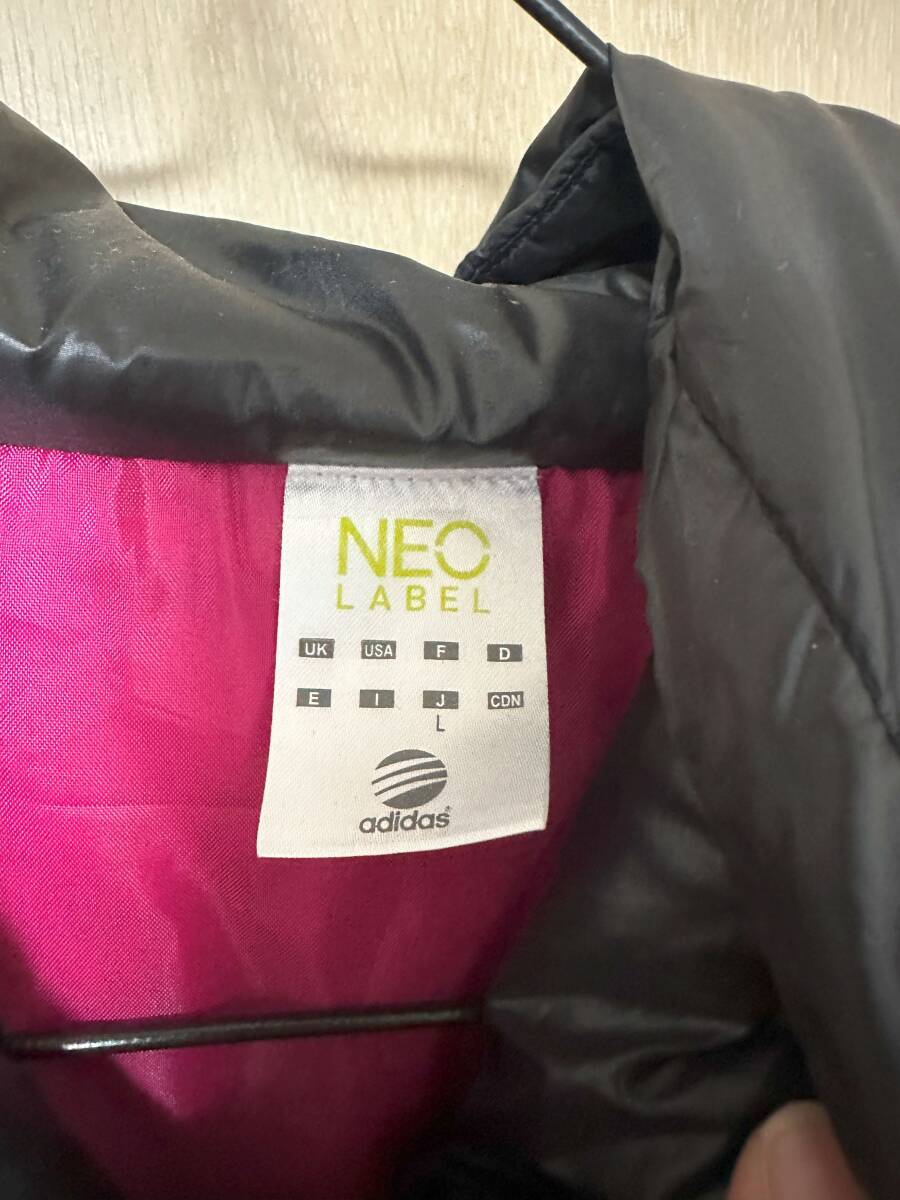 NEO
LABEL
UK USA F D
E I J CDN
L
adidas®